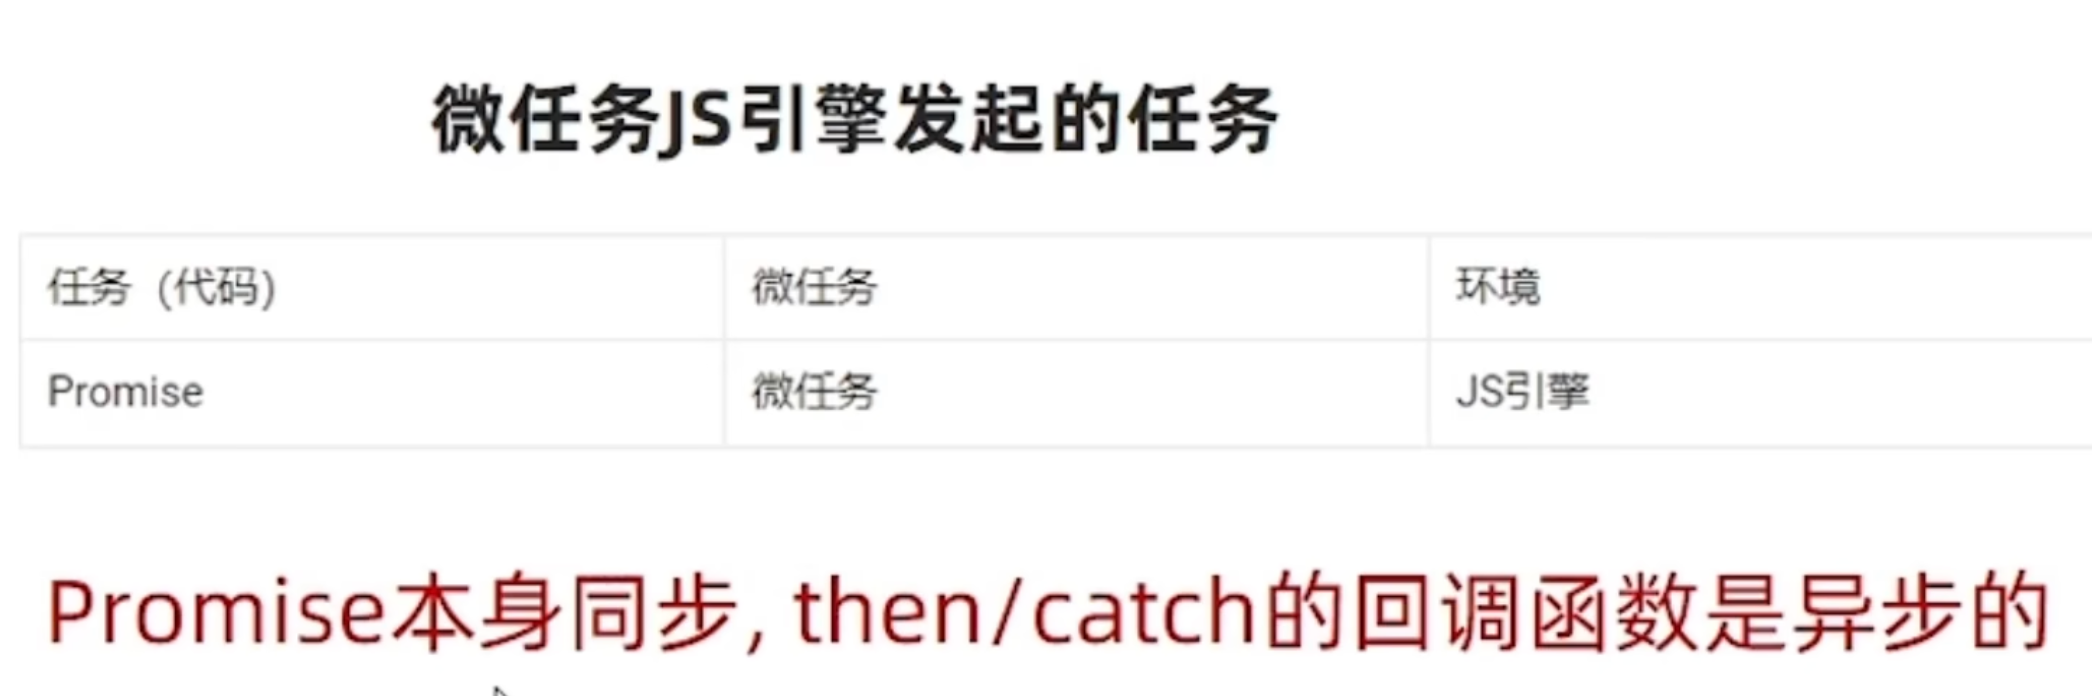 微任务JS引擎发起的任务
任务（代码） 微任务 环境
Promise 微任务 JS引擎
Promise本身同步, then/catch的回调函数是异步的